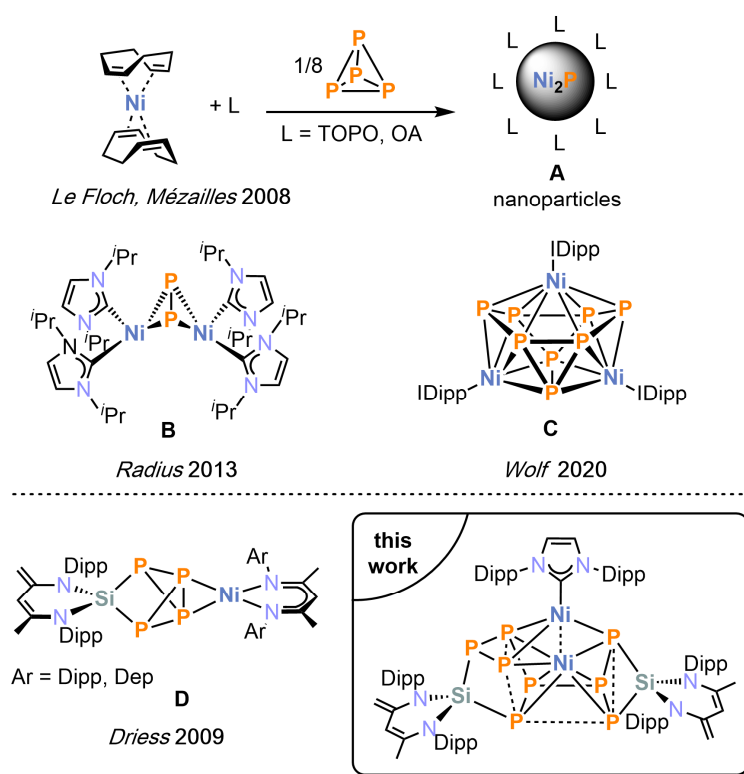 P
1/8
P P P
Ni
+ L
L = TOPO, OA
L L L
L Ni2P L
L L L
A
nanoparticles
Le Floch, Mézailles 2008
iPr
N
N
iPr
N
iPr
N
Ni
P
P
Ni
iPr
N
N
iPr
N
iPr
N
iPr
B
Radius 2013
IDipp
Ni
P P P P
P P
P
Ni Ni
IDipp IDipp
P
C
Wolf 2020
Dipp
N
Si
N
Dipp
P P
P P
Ni
Ar
N
N
Ar
Ar = Dipp, Dep
D
Driess 2009
this
work
Dipp N N Dipp
Ni
P P
P
P Ni
P P
Dipp
N
Si
N
Dipp
P P
Si
Dipp
N
N
Dipp